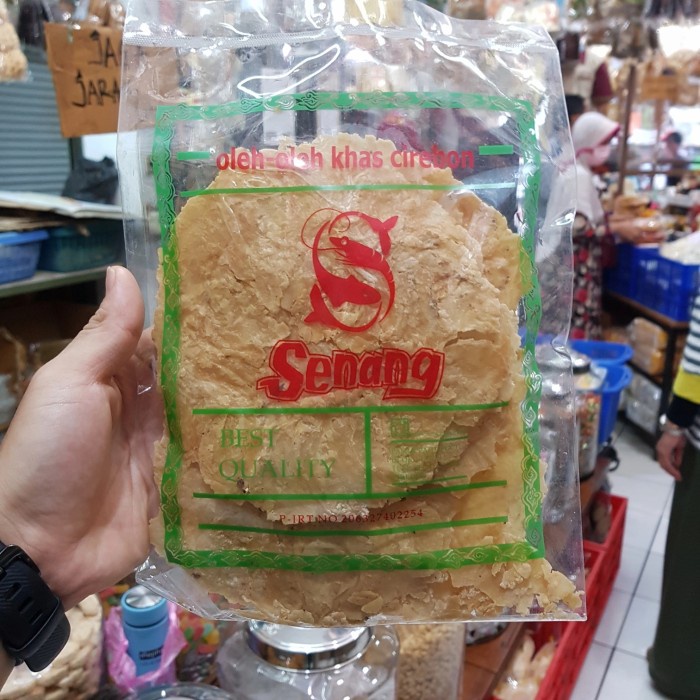 oleh-oleh khas cirebon
Senang
BEST
QUALITY